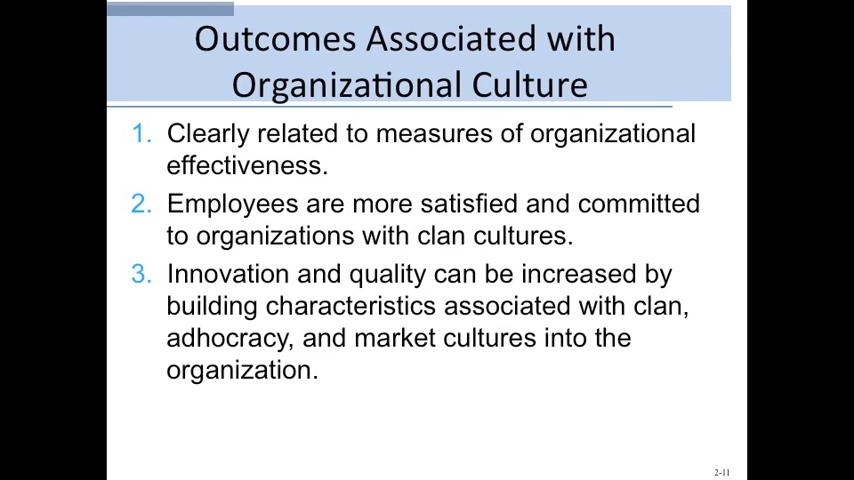 Outcomes Associated with
Organizational Culture
1. Clearly related to measures of organizational
effectiveness.
2. Employees are more satisfied and committed
to organizations with clan cultures.
3. Innovation and quality can be increased by
building characteristics associated with clan,
adhocracy, and market cultures into the
organization.
2-11